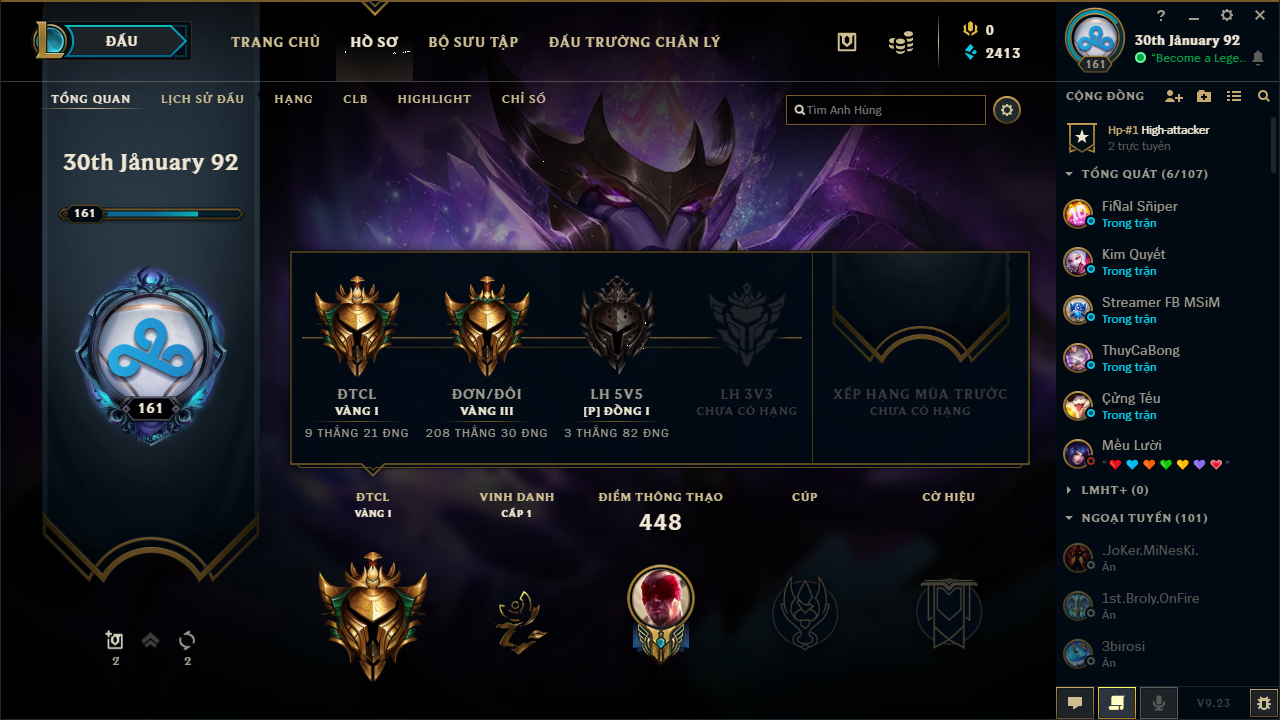 ĐẤU
TRANG CHỦ
HỒ SƠ
BỘ SƯU TẬP
ĐẤU TRƯỜNG CHÂN LÝ
0
2413
?
30th Jånuary 92
161
"Become a Lege..
TỔNG QUAN
LỊCH SỬ ĐẤU
HẠNG
CLB
HIGHLIGHT
CHỈ SỐ
Tìm Anh Hùng
30th Jånuary 92
161
161
2
2
ĐTCL
VÀNG I
9 THẮNG 21 ĐNG
ĐƠN/ĐÔI
VÀNG III
208 THẮNG 30 ĐNG
LH 5V5
[P] ĐỒNG I
3 THẮNG 82 ĐNG
LH 3V3
CHƯA CÓ HẠNG
XẾP HẠNG MÙA TRƯỚC
CHƯA CÓ HẠNG
ĐTCL
VÀNG I
VINH DANH
CẤP 1
ĐIỂM THÔNG THẠO
448
CÚP
CỜ HIỆU
CỘNG ĐỒNG
Hp-#1 High-attacker
2 trực tuyến
TỔNG QUÁT (6/107)
FiÑal Sñiper
Trong trận
Kim Quyết
Trong trận
Streamer FB MSiM
Trong trận
ThuyCaBong
Trong trận
Çửng Téu
Trong trận
Mều Lười
"❤💙🧡💚💛💜💗"
LMHT+ (0)
NGOẠI TUYẾN (101)
.JoKer.MiNesKi.
Ẩn
1st.Broly.OnFire
Ẩn
3birosi
Ẩn
V9.23